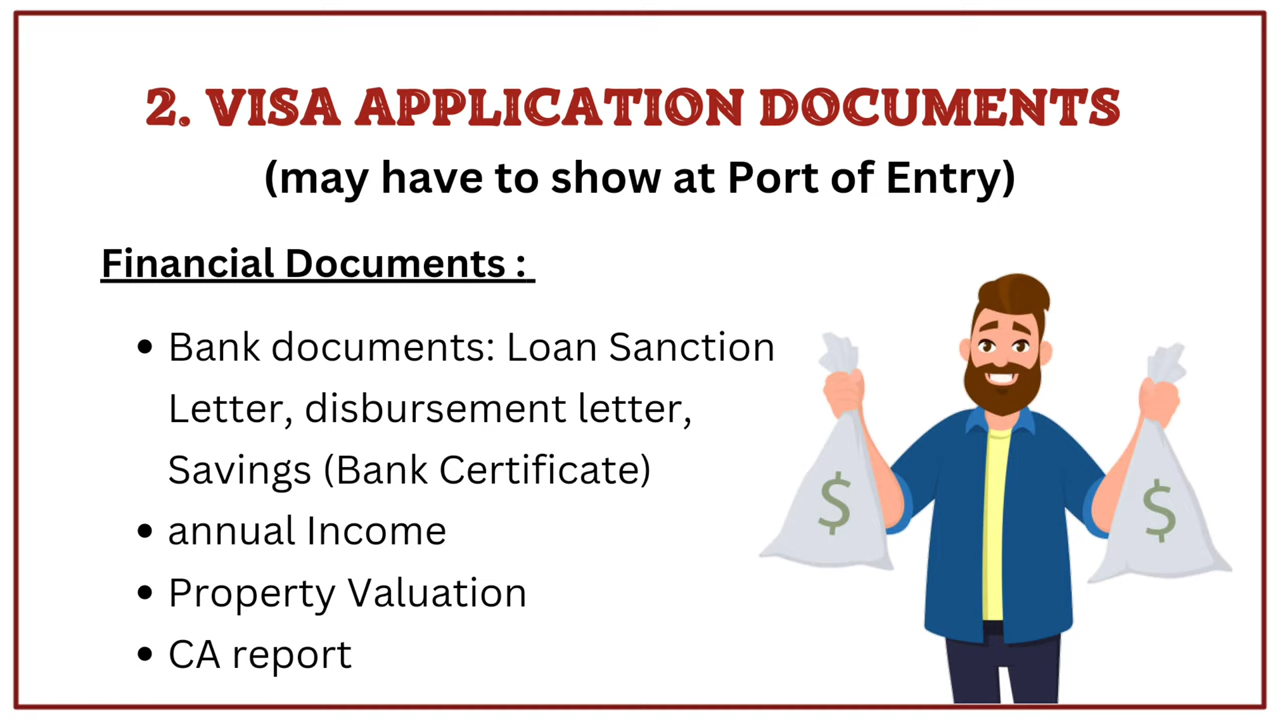 2. VISA APPLICATION DOCUMENTS
(may have to show at Port of Entry)
Financial Documents :
• Bank documents: Loan Sanction
Letter, disbursement letter,
Savings (Bank Certificate)
• annual Income
• Property Valuation
• CA report
$
$